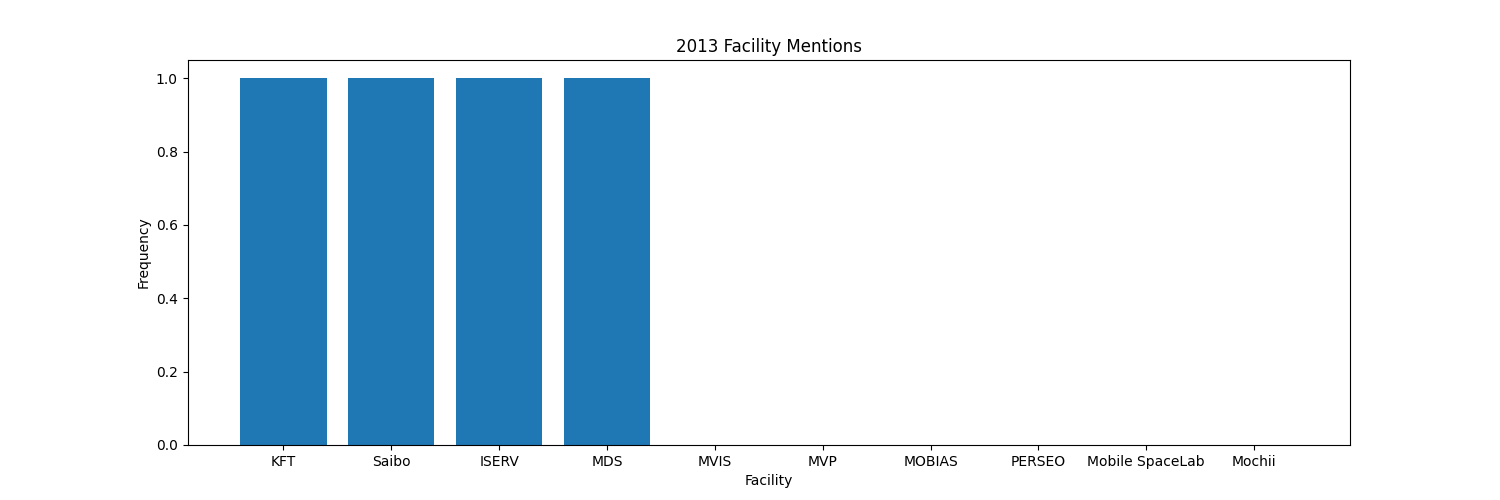 2013 Facility Mentions
1.0
0.8
0.6
0.4
0.2
0.0
Frequency
KFT Saibo ISERV MDS MVIS MVP MOBIAS PERSEO Mobile SpaceLab Mochii
Facility